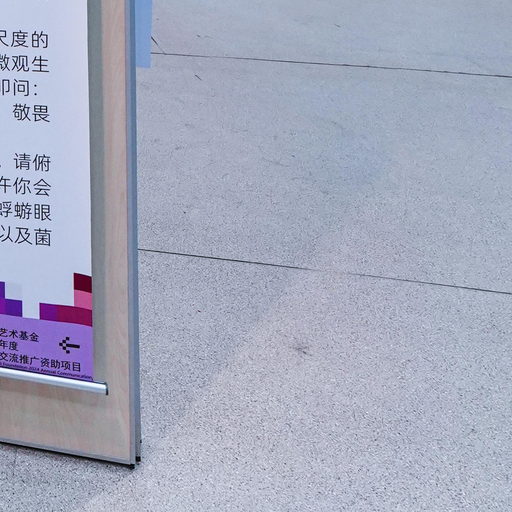 尺度的
微观生
叩问：
敬畏
，请俯
许你会
蜉蝣眼
以及菌
艺术基金
年度
交流推广资助项目